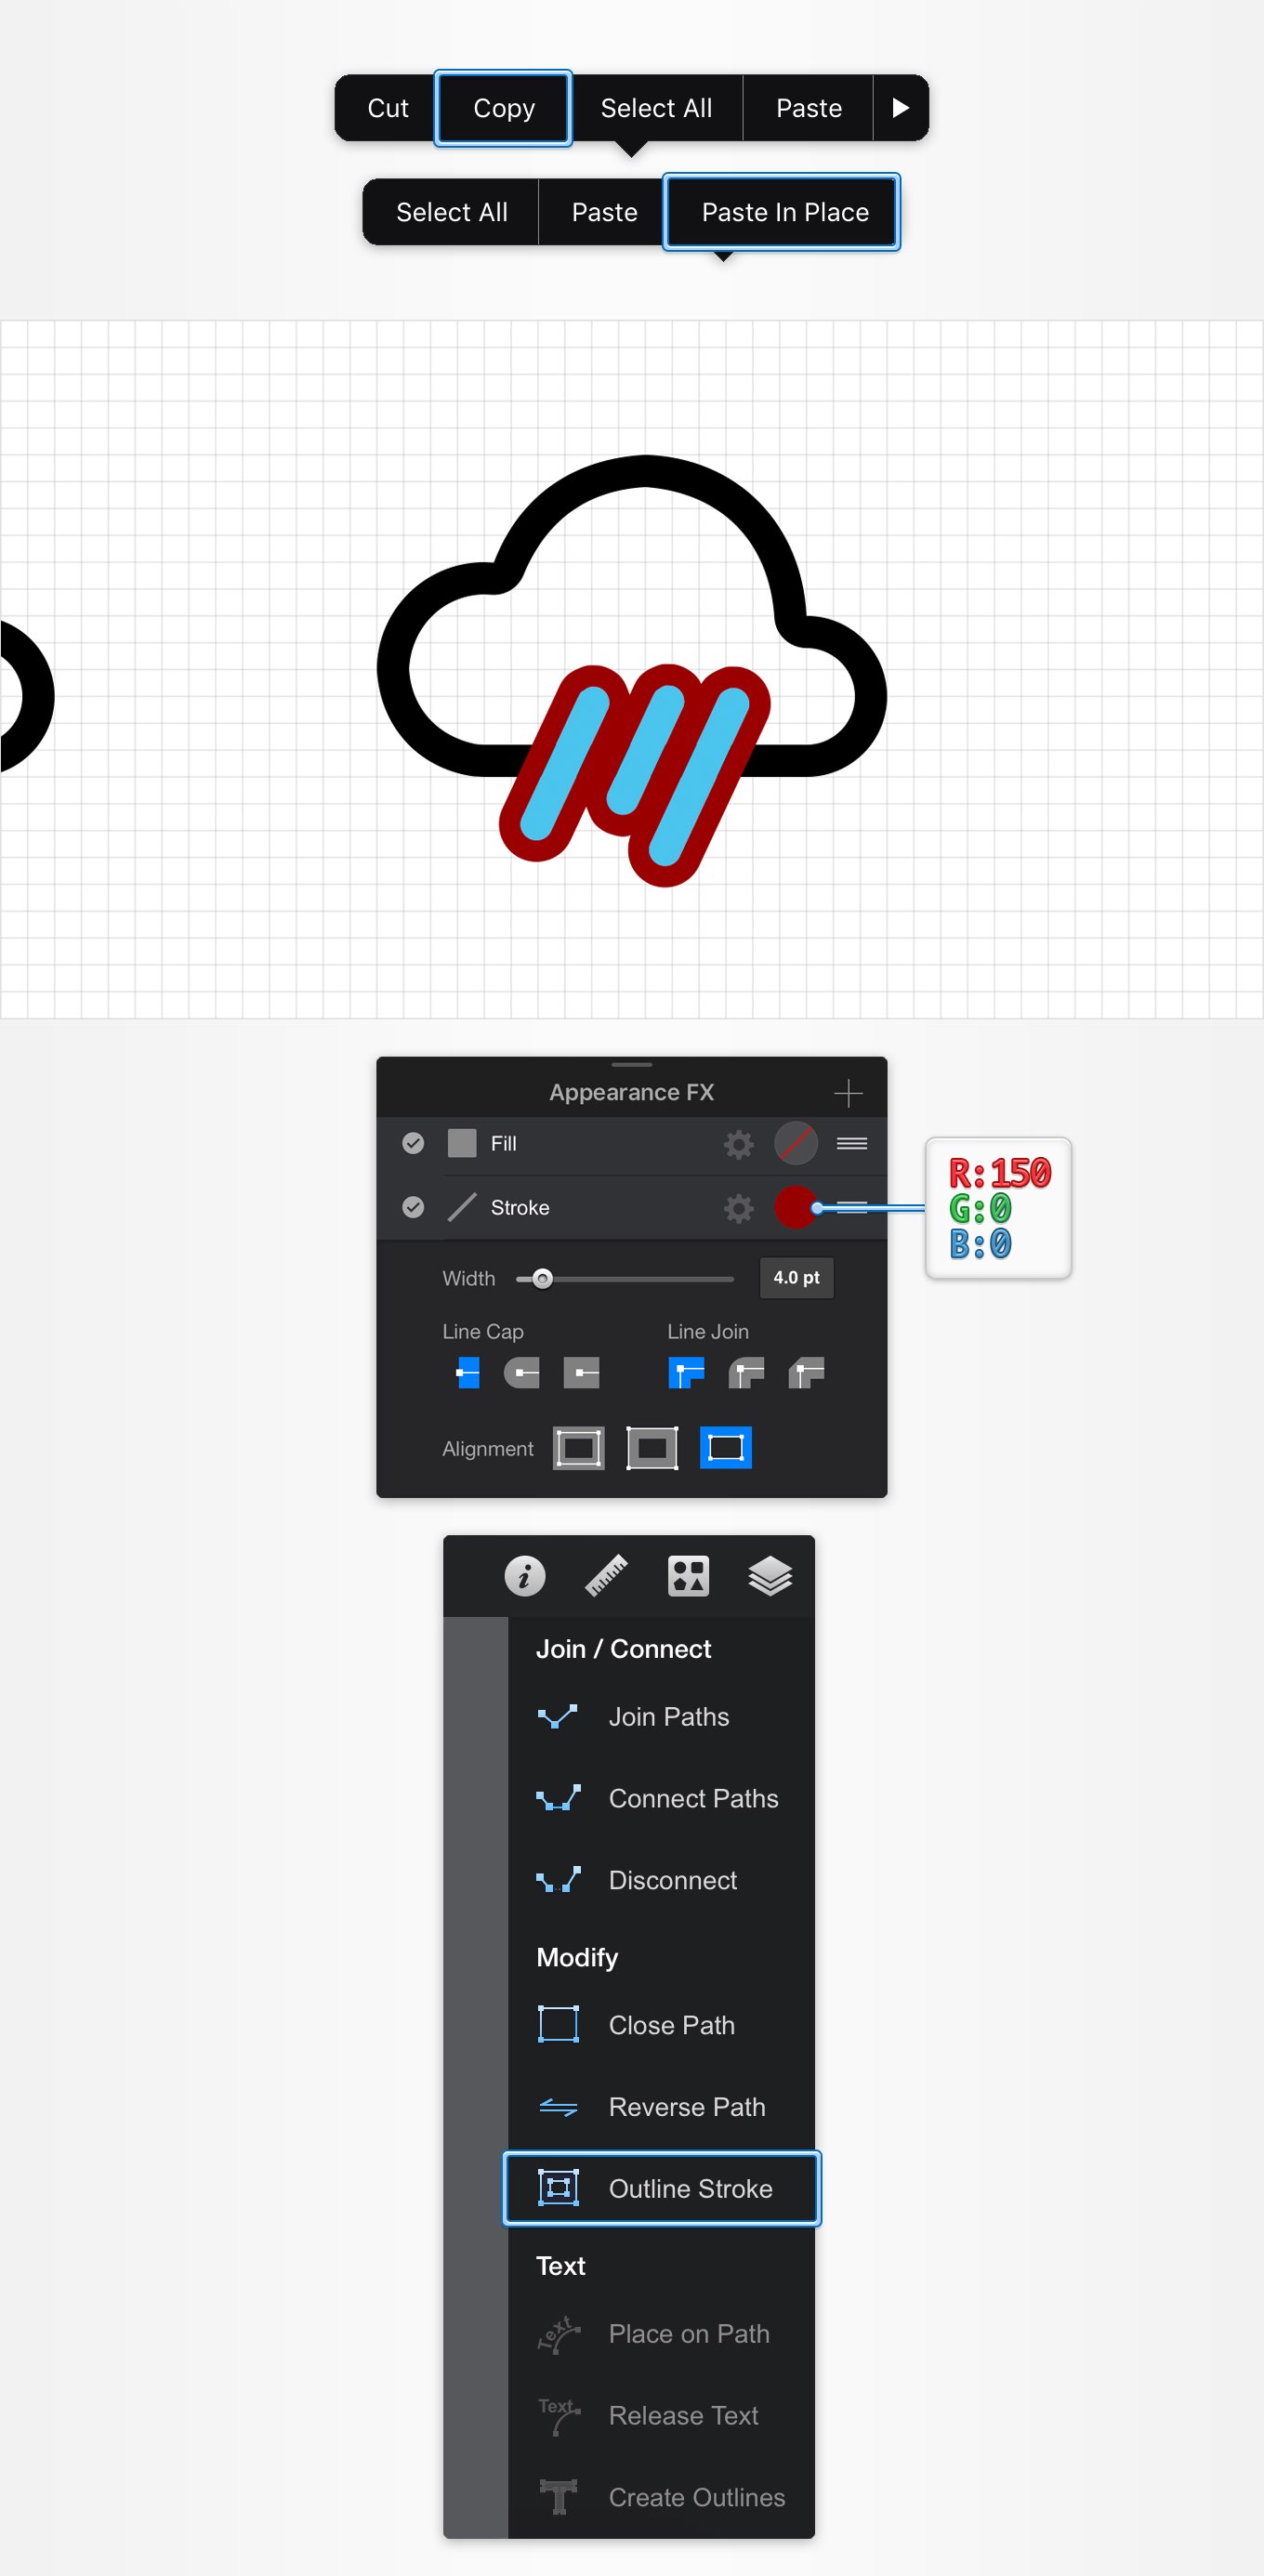 Cut Copy Select All Paste
Select All Paste Paste In Place
Appearance FX
Fill
Stroke
R:150
G:0
B:0
Width 4.0 pt
Line Cap Line Join
Alignment
Join / Connect
Join Paths
Connect Paths
Disconnect
Modify
Close Path
Reverse Path
Outline Stroke
Text
Text Place on Path
Text Release Text
Create Outlines